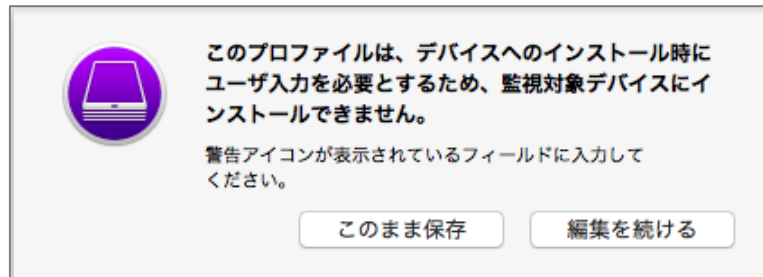 このプロファイルは、デバイスへのインストール時に
ユーザ入力を必要とするため、監視対象デバイスにイ
ンストールできません。
警告アイコンが表示されているフィールドに入力して
ください。
このまま保存
編集を続ける